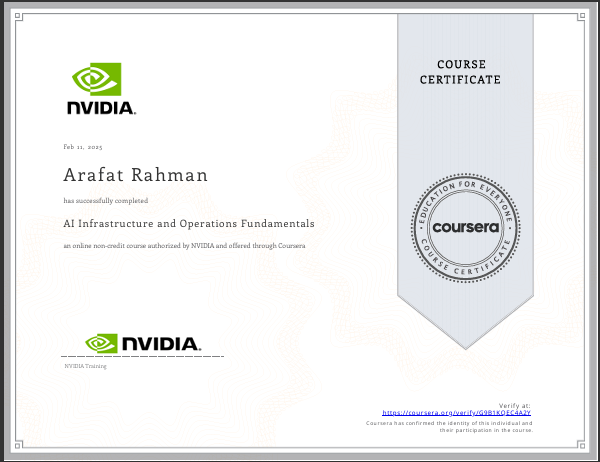 NVIDIA.
Feb 11, 2025
Arafat Rahman
has successfully completed
AI Infrastructure and Operations Fundamentals
an online non-credit course authorized by NVIDIA and offered through Coursera
NVIDIA.
NVIDIA Training
COURSE
CERTIFICATE
EDUCATION FOR EVERYONE
coursera
COURSE CERTIFICATE
Verify at:
https://coursera.org/verify/G9B1KQEC4A2Y
Coursera has confirmed the identity of this individual and
their participation in the course.